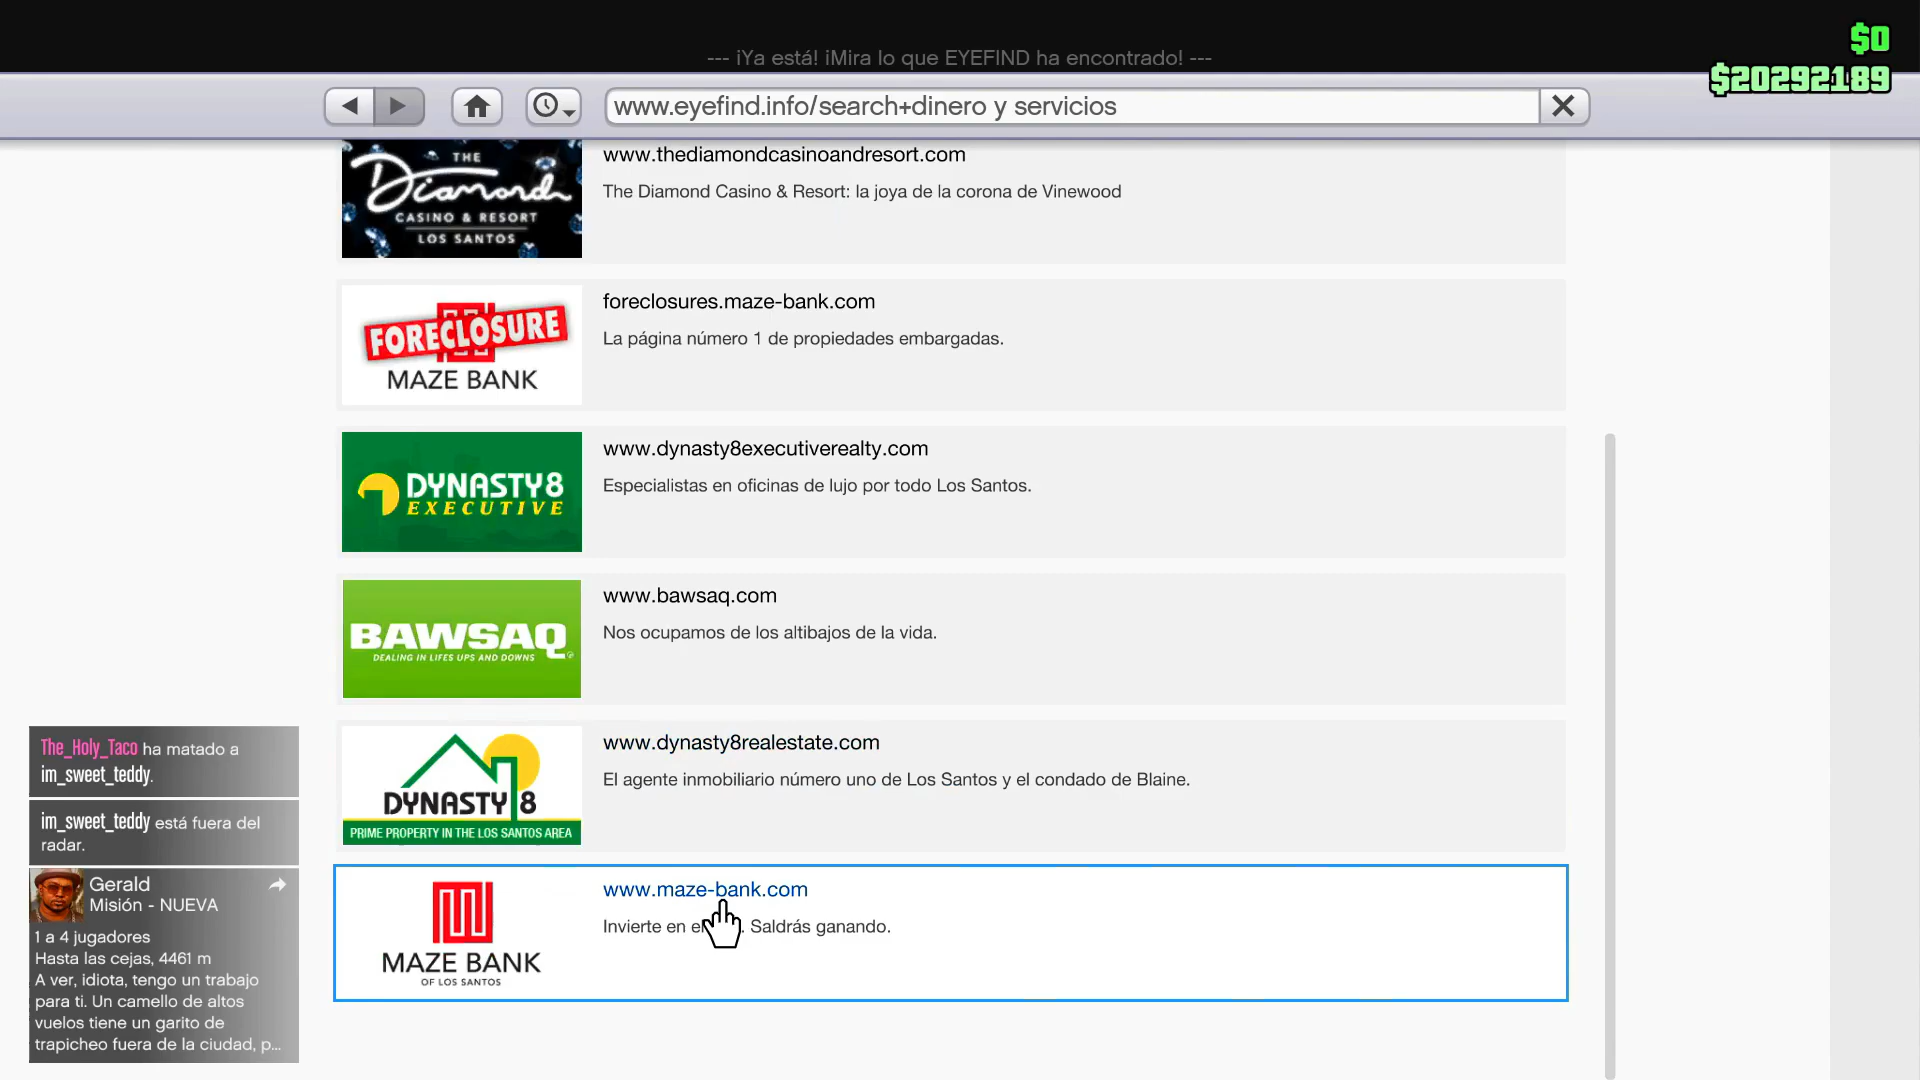 --- ¡Ya está! ¡Mira lo que EYEFIND ha encontrado! ---
$0
$20292189
www.eyefind.info/search+dinero y servicios
THE
Diamond
CASINO & RESORT
LOS SANTOS
www.thediamondcasinoandresort.com
The Diamond Casino & Resort: la joya de la corona de Vinewood
FORECLOSURE
MAZE BANK
foreclosures.maze-bank.com
La página número 1 de propiedades embargadas.
DYNASTY8
EXECUTIVE
www.dynasty8executiverealty.com
Especialistas en oficinas de lujo por todo Los Santos.
BAWSAQ
DEALING IN LIFES UPS AND DOWNS
www.bawsaq.com
Nos ocupamos de los altibajos de la vida.
DYNASTY 8
PRIME PROPERTY IN THE LOS SANTOS AREA
www.dynasty8realestate.com
El agente inmobiliario número uno de Los Santos y el condado de Blaine.
MAZE BANK
OF LOS SANTOS
www.maze-bank.com
Invierte en Saldrás ganando.
The_Holy_Taco ha matado a
im_sweet_teddy.
im_sweet_teddy está fuera del
radar.
Gerald
Misión - NUEVA
1 a 4 jugadores
Hasta las cejas, 4461 m
A ver, idiota, tengo un trabajo
para ti. Un camello de altos
vuelos tiene un garito de
trapicheo fuera de la ciudad, p...